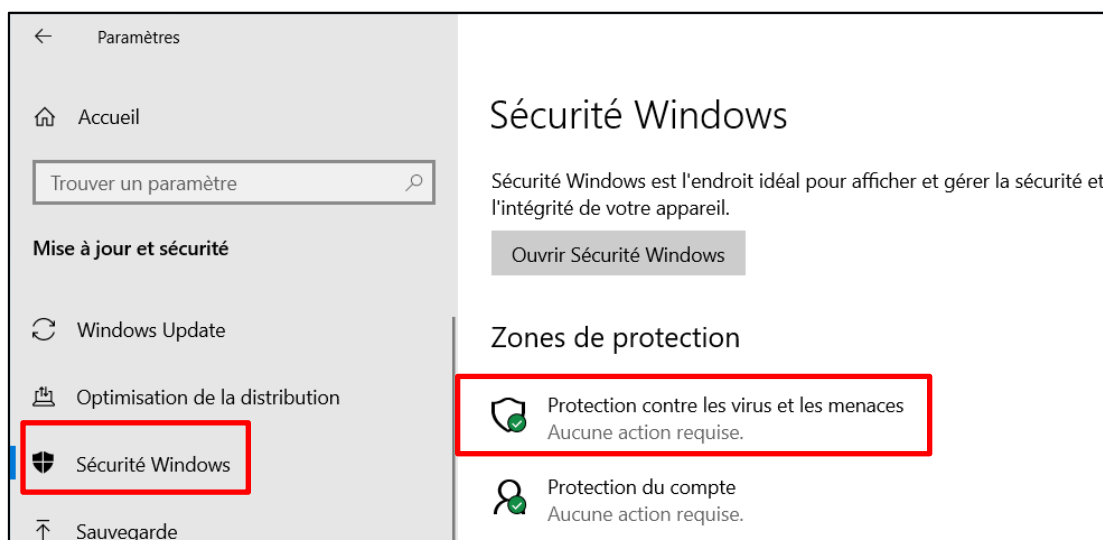 Paramètres
Accueil
Trouver un paramètre
Mise à jour et sécurité
Windows Update
Optimisation de la distribution
Sécurité Windows
Sauvegarde
Sécurité Windows
Sécurité Windows est l'endroit idéal pour afficher et gérer la sécurité et
l'intégrité de votre appareil.
Ouvrir Sécurité Windows
Zones de protection
Protection contre les virus et les menaces
Aucune action requise.
Protection du compte
Aucune action requise.